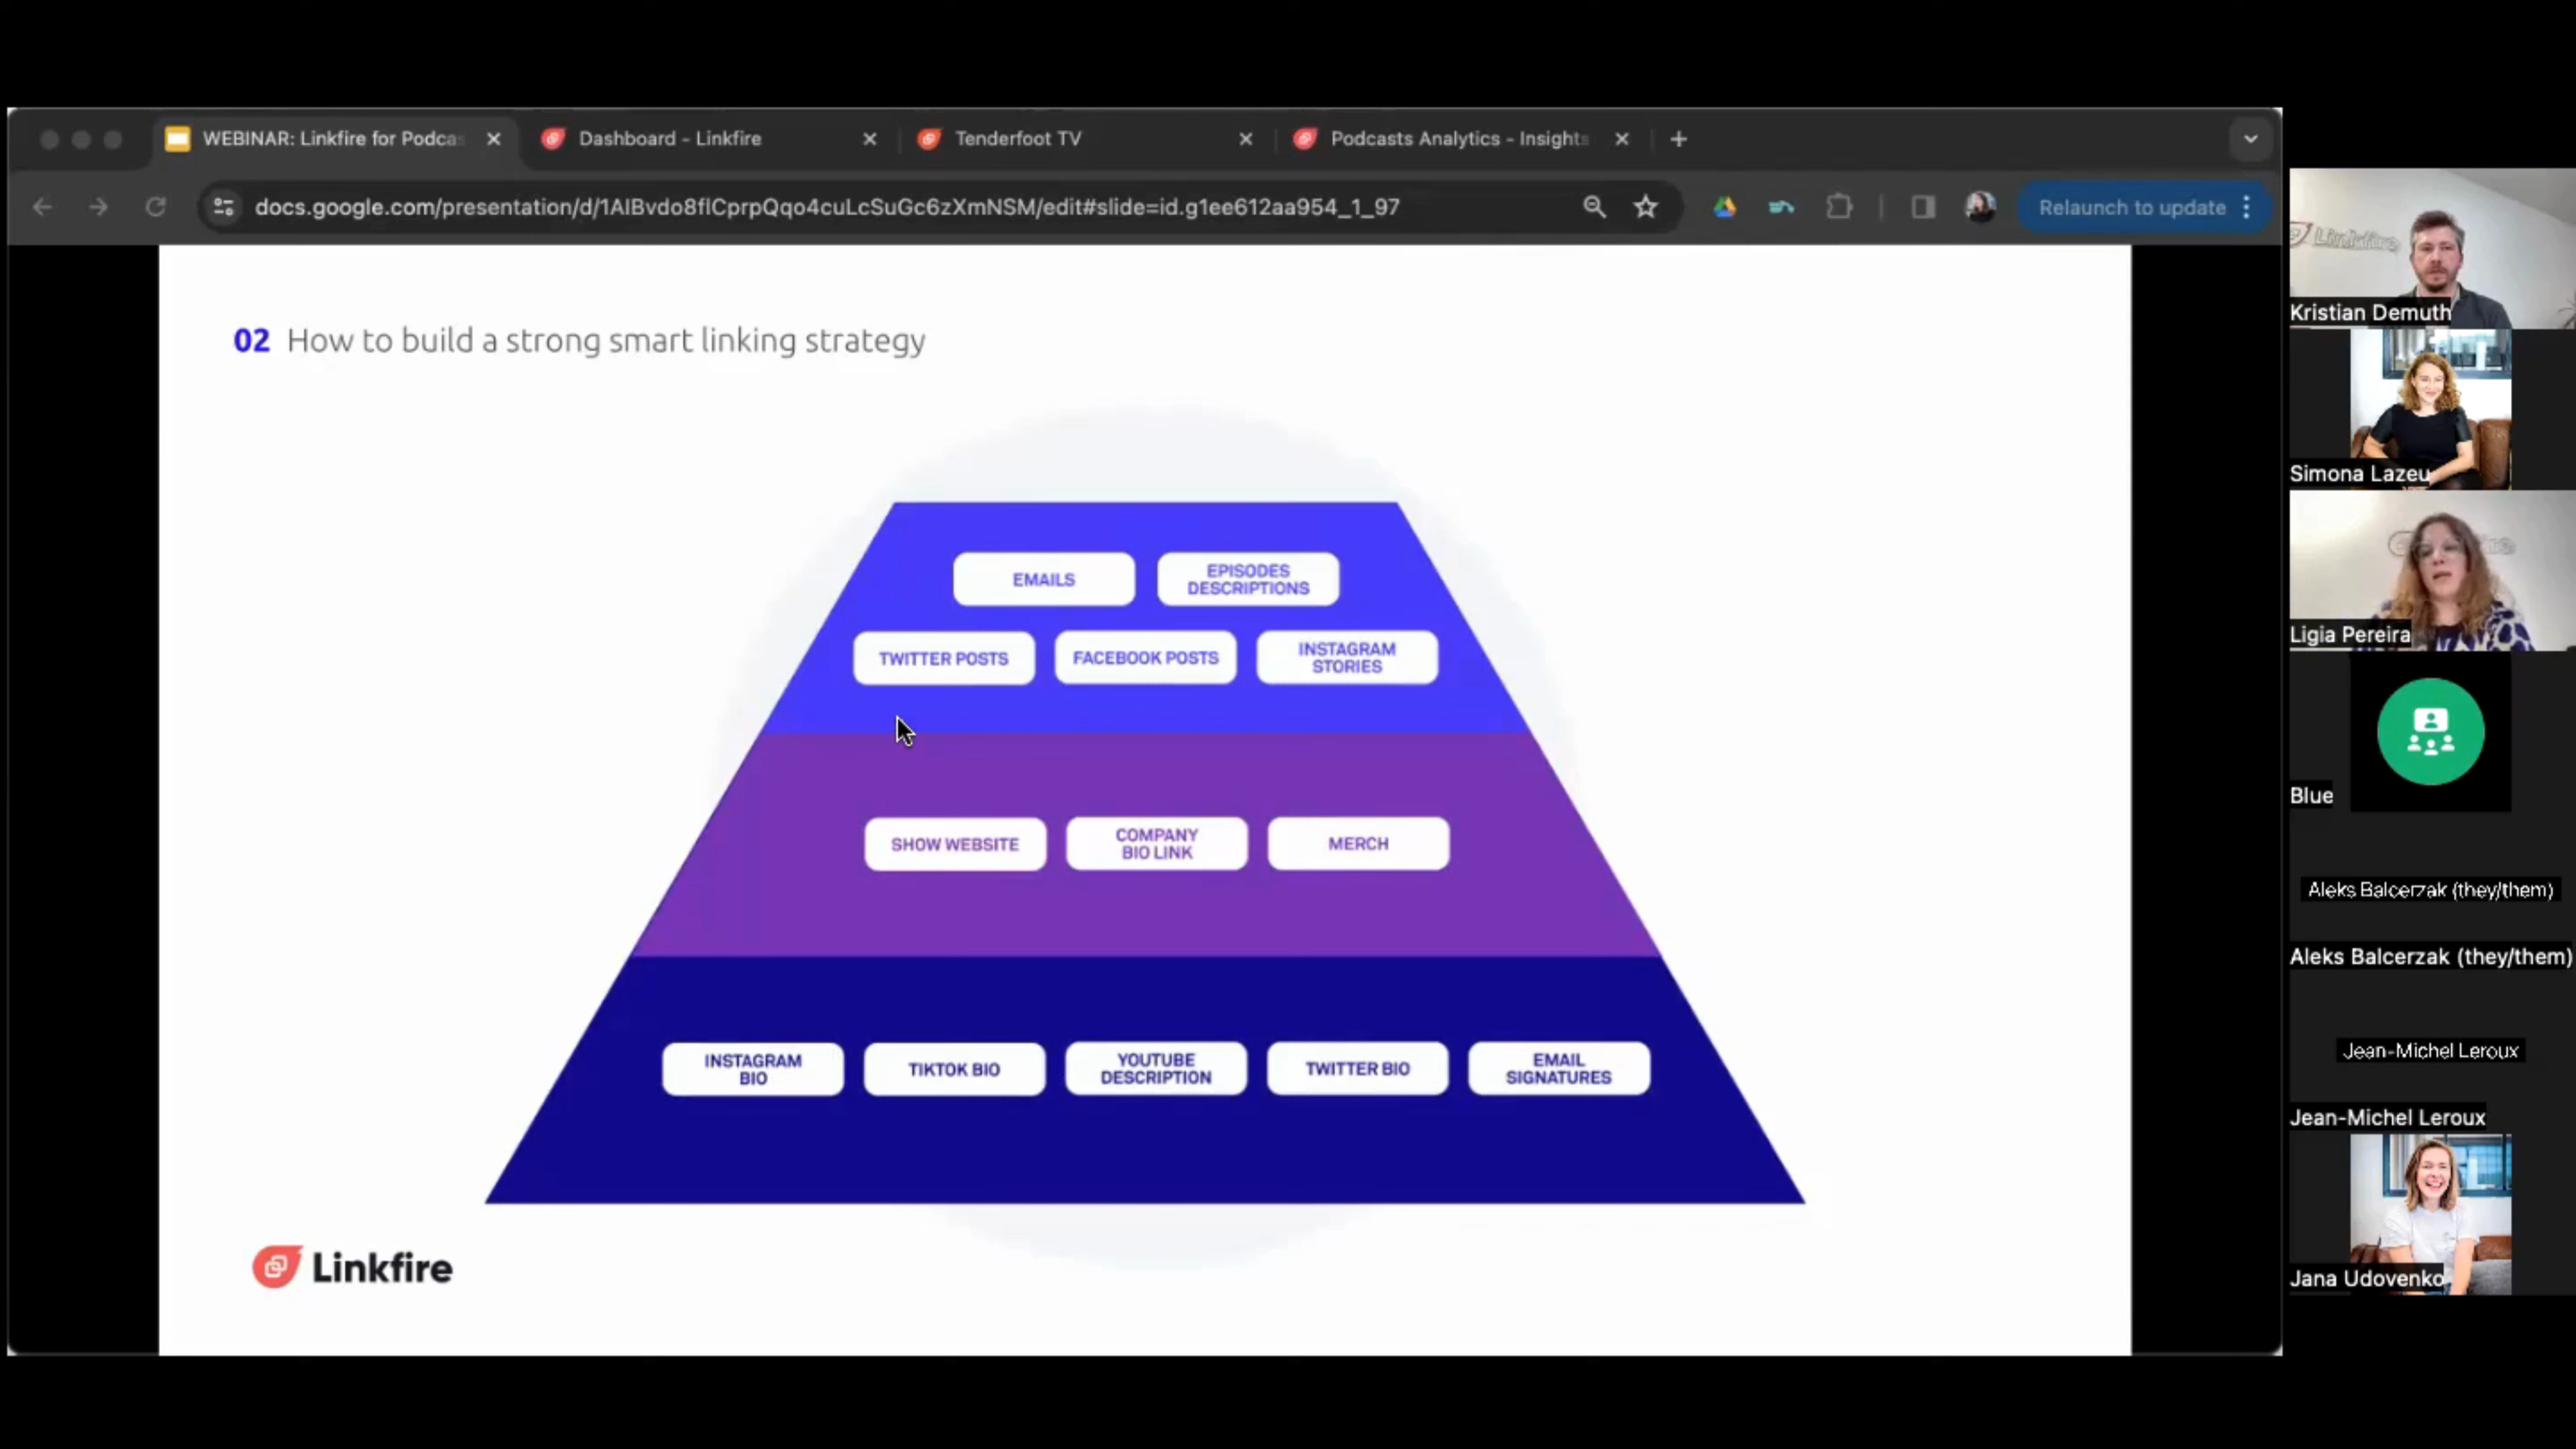 WEBINAR: Linkfire for Podcas
Dashboard - Linkfire
Tenderfoot TV
Podcasts Analytics - Insights
docs.google.com/presentation/d/1AlBvdo8flCprpQqo4cuLcSuGc6zXmNSM/edit#slide=id.g1ee612aa954_1_97
Relaunch to update
02 How to build a strong smart linking strategy
EMAILS
EPISODES
DESCRIPTIONS
TWITTER POSTS
FACEBOOK POSTS
INSTAGRAM
STORIES
SHOW WEBSITE
COMPANY
BIO LINK
MERCH
INSTAGRAM
BIO
TIKTOK BIO
YOUTUBE
DESCRIPTION
TWITTER BIO
EMAIL
SIGNATURES
Linkfire
Linkfire
Kristian Demuth
Simona Lazeu
Ligia Pereira
Blue
Aleks Balcerzak (they/them)
Aleks Balcerzak (they/them)
Jean-Michel Leroux
Jean-Michel Leroux
Jana Udovenko